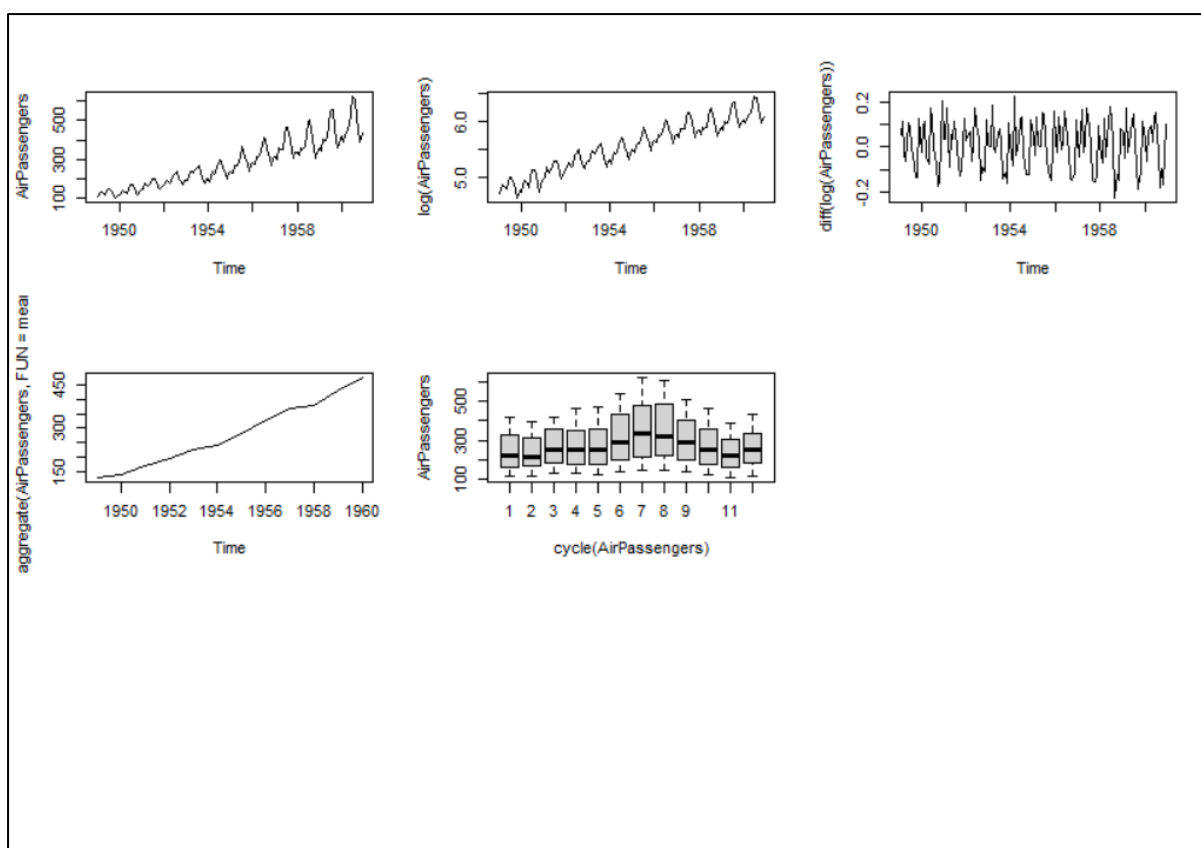 AirPassengers
100 300 500
1950 1954 1958
Time
log(AirPassengers)
5.0 6.0
1950 1954 1958
Time
diff(log(AirPassengers))
-0.2 0.0 0.2
1950 1954 1958
Time
aggregate(AirPassengers, FUN = mea
150 300 450
1950 1952 1954 1956 1958 1960
Time
AirPassengers
100 300 500
1 2 3 4 5 6 7 8 9 11
cycle(AirPassengers)